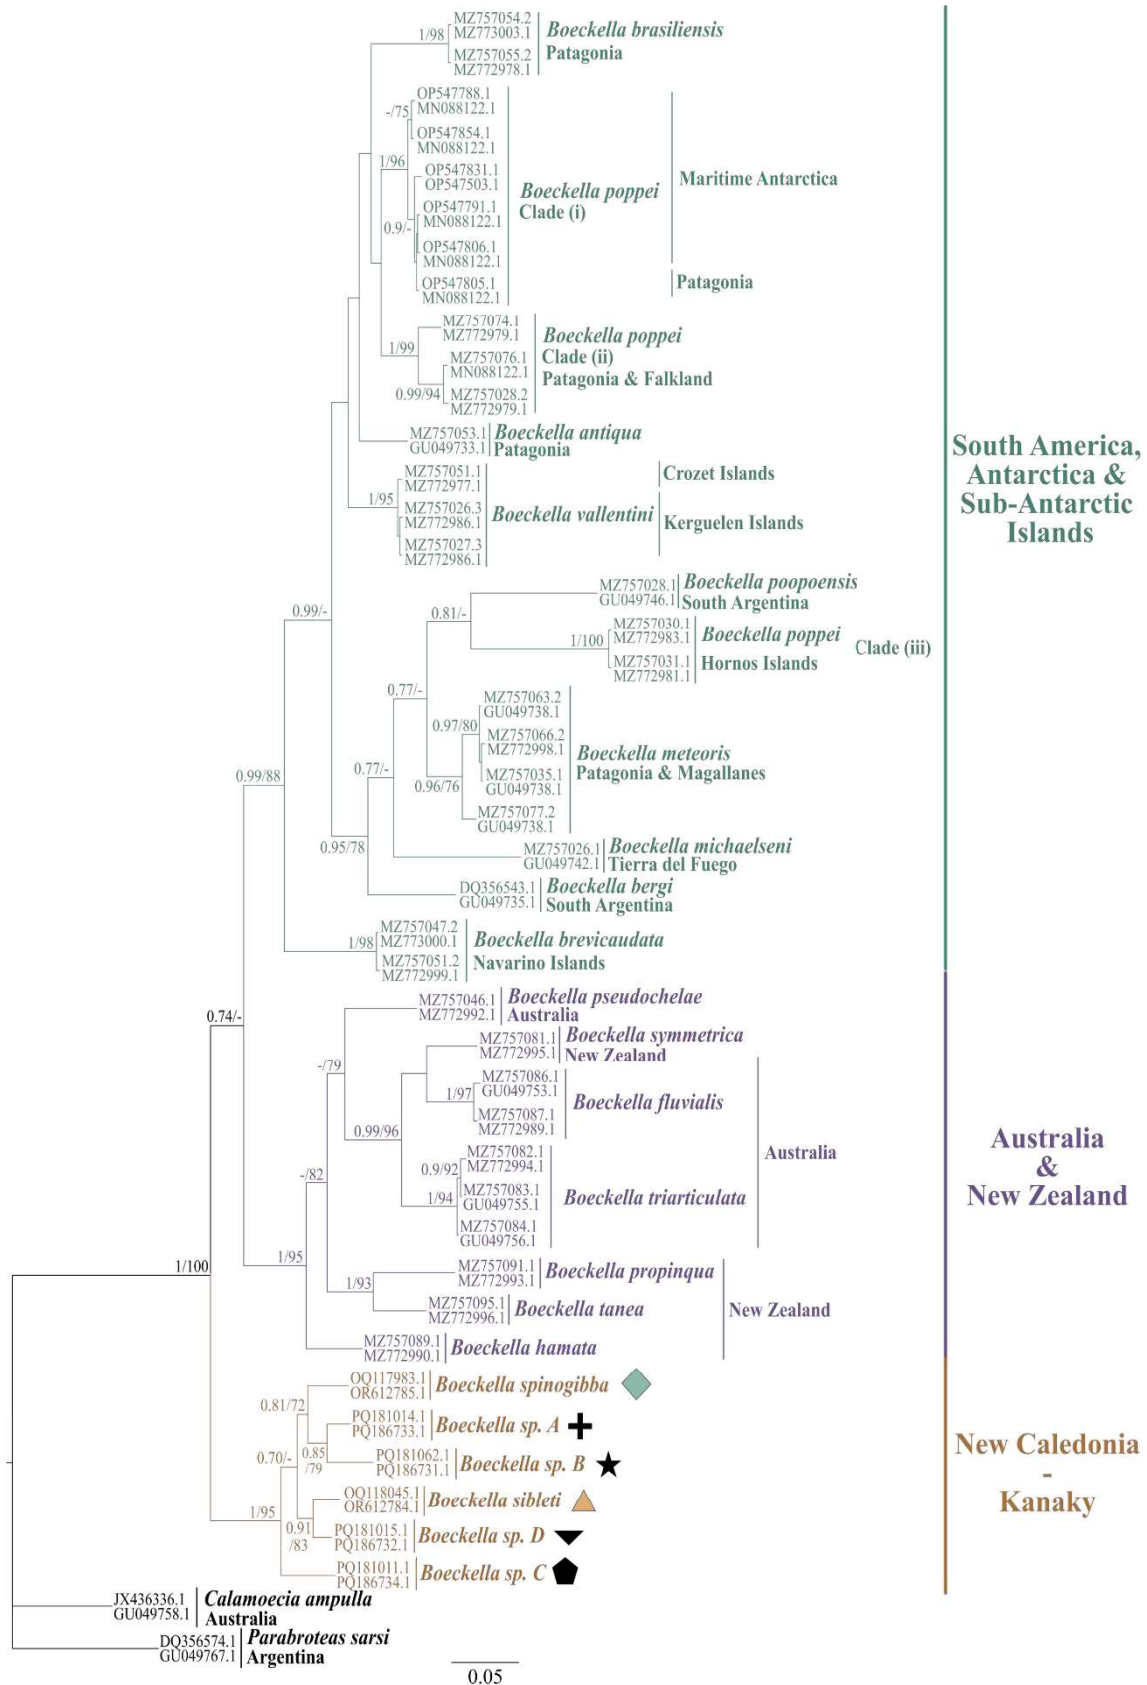 MZ757054.2
MZ773003.1
1/98
MZ757055.2
MZ772978.1
Boeckella brasiliensis
Patagonia
OP547788.1
MN088122.1
-/75
OP547854.1
MN088122.1
1/96
OP547831.1
OP547503.1
OP547791.1
MN088122.1
0.9/-
OP547806.1
MN088122.1
OP547805.1
MN088122.1
Boeckella poppei
Clade (i)
Maritime Antarctica
Patagonia
MZ757074.1
MZ772979.1
1/99
MZ757076.1
MN088122.1
0.99/94
MZ757028.2
MZ772979.1
Boeckella poppei
Clade (ii)
Patagonia & Falkland
MZ757053.1
GU049733.1
Boeckella antiqua
Patagonia
MZ757051.1
MZ772977.1
1/95
MZ757026.3
MZ772986.1
MZ757027.3
MZ772986.1
Boeckella vallentini
Crozet Islands
Kerguelen Islands
South America,
Antarctica &
Sub-Antarctic
Islands
0.99/-
0.81/-
MZ757028.1
GU049746.1
Boeckella poopoensis
South Argentina
1/100
MZ757030.1
MZ772983.1
MZ757031.1
MZ772981.1
Boeckella poppei
Hornos Islands
Clade (iii)
0.77/-
MZ757063.2
GU049738.1
0.97/80
MZ757066.2
MZ772998.1
MZ757035.1
GU049738.1
0.96/76
MZ757077.2
GU049738.1
Boeckella meteoris
Patagonia & Magallanes
0.77/-
0.99/88
0.95/78
MZ757026.1
GU049742.1
Boeckella michaelseni
Tierra del Fuego
DQ356543.1
GU049735.1
Boeckella bergi
South Argentina
MZ757047.2
MZ773000.1
1/98
MZ757051.2
MZ772999.1
Boeckella brevicaudata
Navarino Islands
0.74/-
MZ757046.1
MZ772992.1
Boeckella pseudochelae
Australia
MZ757081.1
MZ772995.1
Boeckella symmetrica
New Zealand
-/79
MZ757086.1
GU049753.1
1/97
MZ757087.1
MZ772989.1
Boeckella fluvialis
0.99/96
MZ757082.1
MZ772994.1
0.9/92
MZ757083.1
GU049755.1
1/94
MZ757084.1
GU049756.1
Boeckella triarticulata
Australia
Australia
&
New Zealand
-/82
1/95
1/93
MZ757091.1
MZ772993.1
Boeckella propinqua
MZ757095.1
MZ772996.1
Boeckella tanea
New Zealand
MZ757089.1
MZ772990.1
Boeckella hamata
1/100
OQ117983.1
OR612785.1
Boeckella spinogibba
0.81/72
PQ181014.1
PQ186733.1
Boeckella sp. A
0.70/-
0.85
/79
PQ181062.1
PQ186731.1
Boeckella sp. B
OQ118045.1
OR612784.1
Boeckella sibleti
1/95
0.91
/83
PQ181015.1
PQ186732.1
Boeckella sp. D
PQ181011.1
PQ186734.1
Boeckella sp. C
New Caledonia
-
Kanaky
JX436336.1
GU049758.1
Calamoecia ampulla
Australia
DQ356574.1
GU049767.1
Parabroteas sarsi
Argentina
0.05